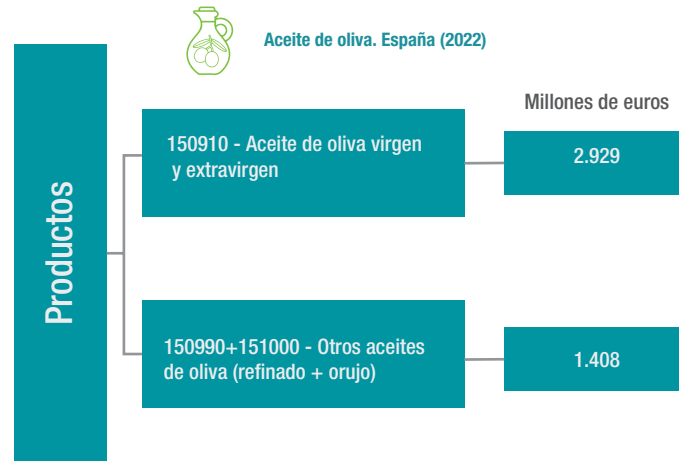 Aceite de oliva. España (2022)
Millones de euros
Productos
150910 - Aceite de oliva virgen
y extravirgen
2.929
150990+151000 - Otros aceites
de oliva (refinado + orujo)
1.408